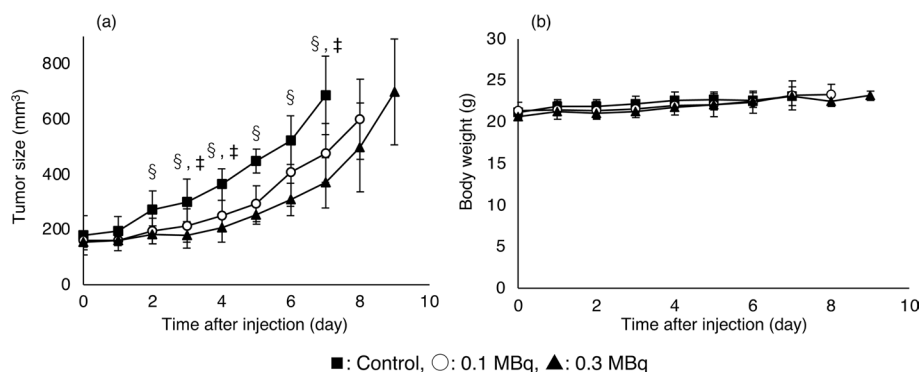 (a)
(b)
§ , ‡
§
§ , ‡
§ , ‡
§
§
Tumor size (mm³)
800
600
400
200
0
0
2
4
6
8
10
Time after injection (day)
Body weight (g)
30
25
20
15
10
5
0
0
2
4
6
8
10
Time after injection (day)
■: Control, ○: 0.1 MBq, ▲: 0.3 MBq